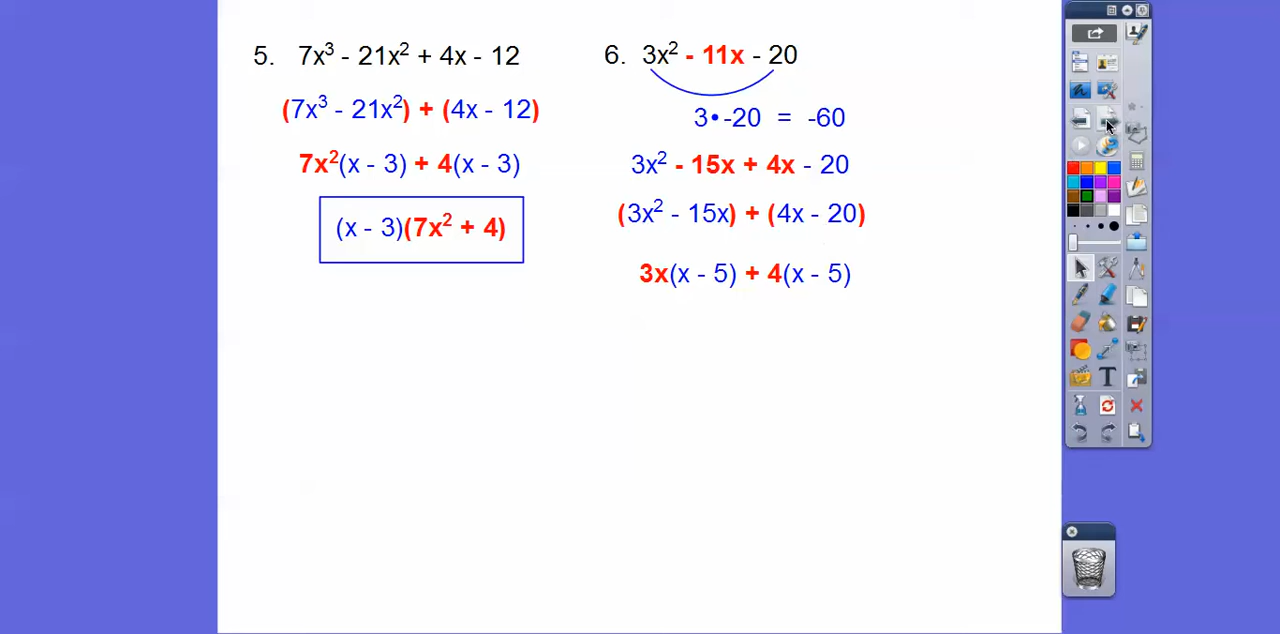 5. 7x³ - 21x² + 4x - 12
(7x³ - 21x²) + (4x - 12)
7x²(x - 3) + 4(x - 3)
(x - 3)(7x² + 4)
6. 3x² - 11x - 20
3•-20 = -60
3x² - 15x + 4x - 20
(3x² - 15x) + (4x - 20)
3x(x - 5) + 4(x - 5)
T